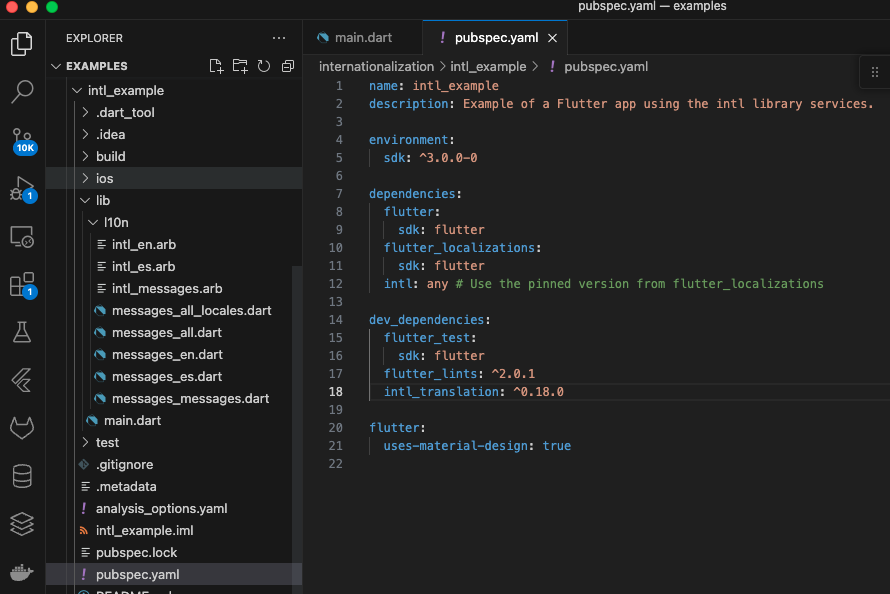 pubspec.yaml — examples
EXPLORER
EXAMPLES
intl_example
.dart_tool
.idea
build
ios
lib
l10n
intl_en.arb
intl_es.arb
intl_messages.arb
messages_all_locales.dart
messages_all.dart
messages_en.dart
messages_es.dart
messages_messages.dart
main.dart
test
.gitignore
.metadata
analysis_options.yaml
intl_example.iml
pubspec.lock
pubspec.yaml
10K
1
1
main.dart
! pubspec.yaml
internationalization > intl_example > ! pubspec.yaml
1 name: intl_example
2 description: Example of a Flutter app using the intl library services.
3
4 environment:
5 sdk: ^3.0.0-0
6
7 dependencies:
8 flutter:
9 sdk: flutter
10 flutter_localizations:
11 sdk: flutter
12 intl: any # Use the pinned version from flutter_localizations
13
14 dev_dependencies:
15 flutter_test:
16 sdk: flutter
17 flutter_lints: ^2.0.1
18 intl_translation: ^0.18.0
19
20 flutter:
21 uses-material-design: true
22